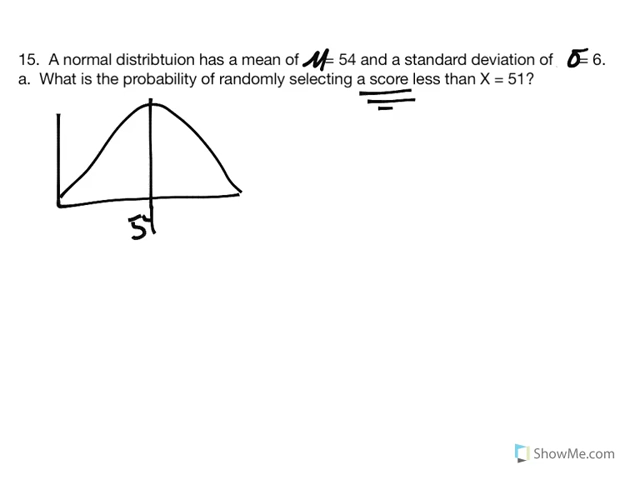 15. A normal distribtuion has a mean of μ= 54 and a standard deviation of σ= 6.
a. What is the probability of randomly selecting a score less than X = 51?
54
ShowMe.com